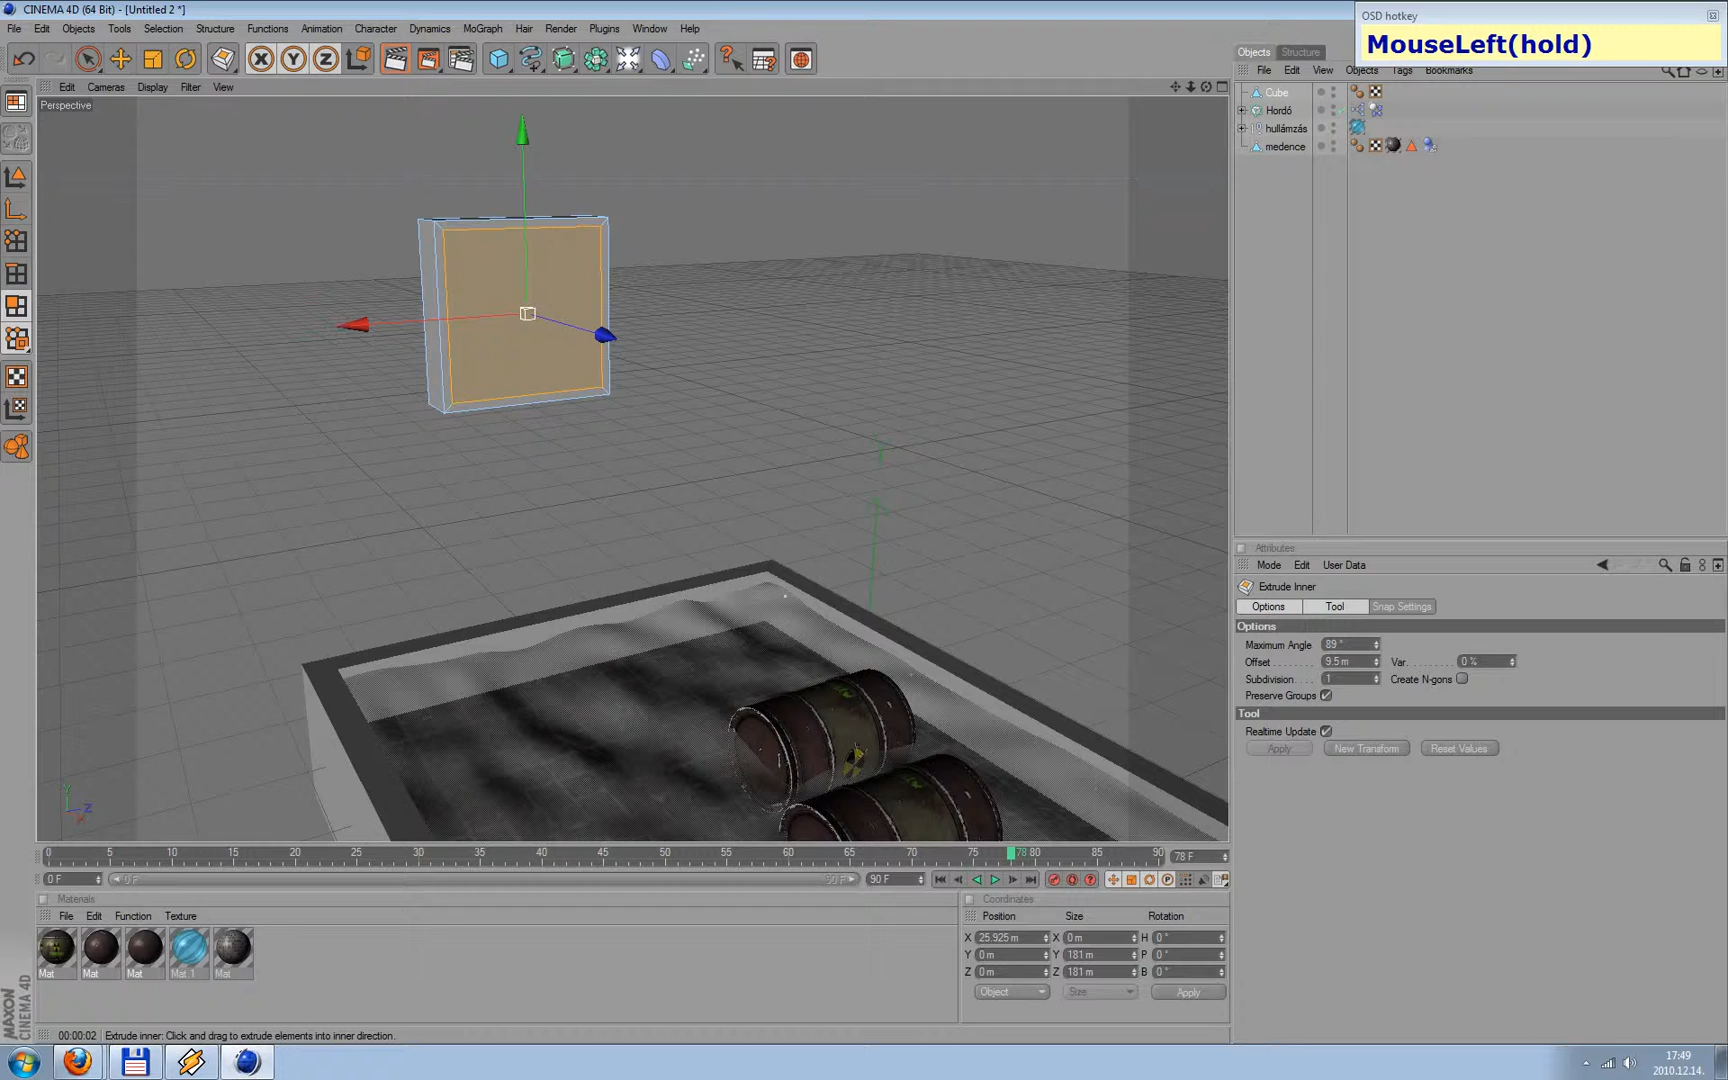 CINEMA 4D (64 Bit) - [Untitled 2 *]
OSD hotkey
MouseLeft(hold)
File Edit Objects Tools Selection Structure Functions Animation Character Dynamics MoGraph Hair Render Plugins Window Help
Objects Structure
File Edit View Objects Tags Bookmarks
Edit Cameras Display Filter View
Perspective
Cube
Hordó
hullámzás
medence
Attributes
Mode Edit User Data
Extrude Inner
Options Tool Snap Settings
Options
Maximum Angle 89 °
Offset 9.5 m Var. 0 %
Subdivision 1 Create N-gons
Preserve Groups
Tool
Realtime Update
Apply New Transform Reset Values
Y Z
0 5 10 15 20 25 30 35 40 45 50 55 60 65 70 75 78 80 85 90 78 F
0 F 0 F 90 F 90 F
Materials
File Edit Function Texture
Mat Mat Mat Mat.1 Mat
Coordinates
Position Size Rotation
X 25.925 m X 0 m H 0 °
Y 0 m Y 181 m P 0 °
Z 0 m Z 181 m B 0 °
Object Size Apply
MAXON CINEMA 4D
00:00:02 Extrude inner: Click and drag to extrude elements into inner direction.
17:49
2010.12.14.